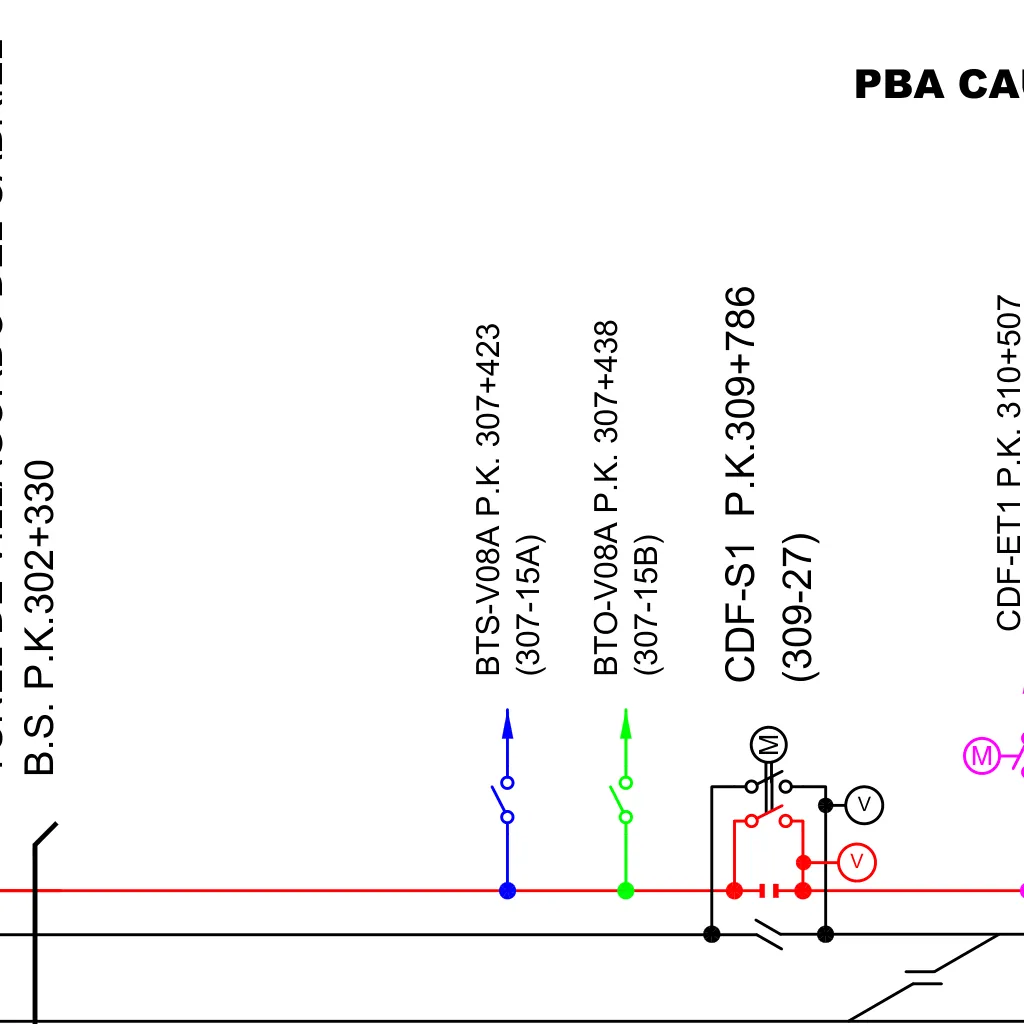 PBA
B.S. P.K.302+330
BTS-V08A P.K. 307+423
(307-15A)
BTO-V08A P.K. 307+438
(307-15B)
CDF-S1 P.K.309+786
(309-27)
CDF-ET1 P.K. 310+507
M
M
V
V